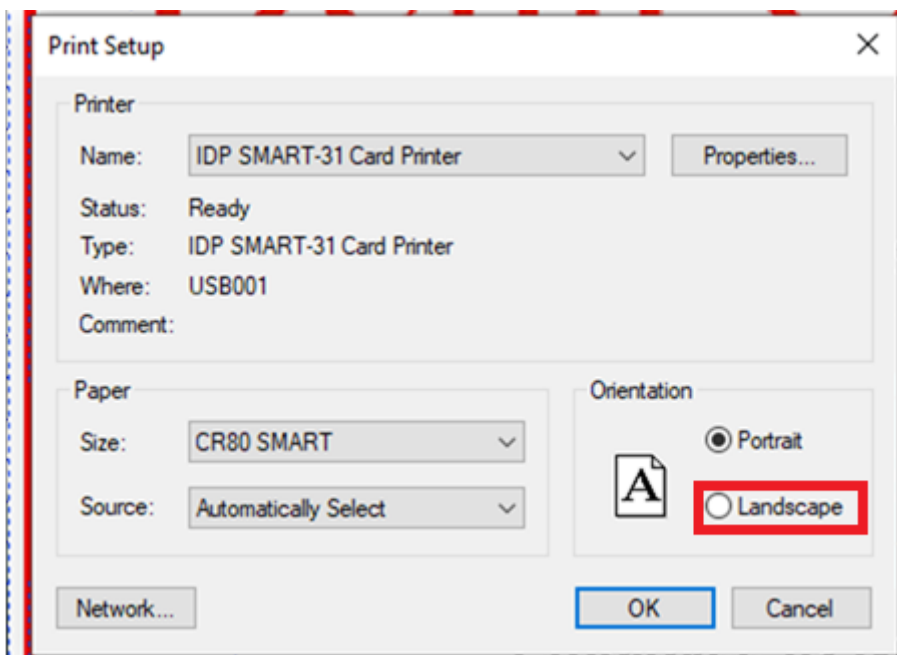 Print Setup
Printer
Name: IDP SMART-31 Card Printer Properties...
Status: Ready
Type: IDP SMART-31 Card Printer
Where: USB001
Comment:
Paper
Size: CR80 SMART
Source: Automatically Select
Orientation
Portrait
A
Landscape
Network...
OK
Cancel